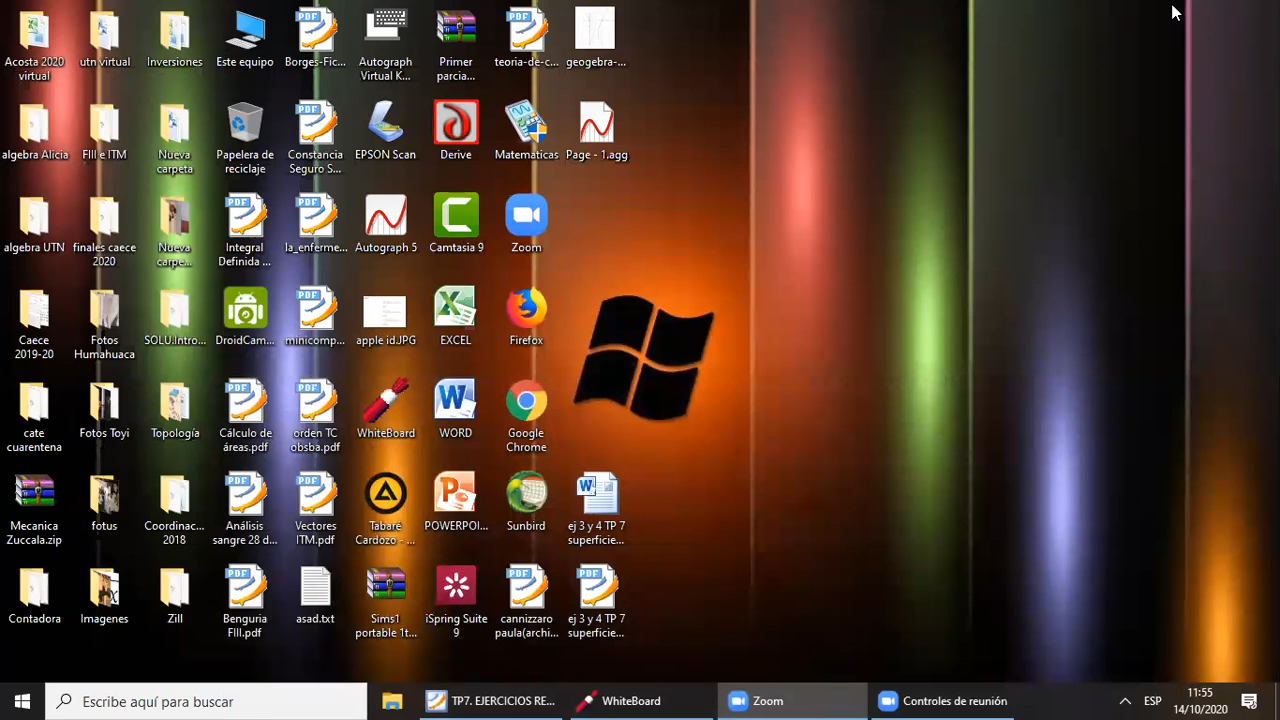 Acosta 2020
virtual
utn virtual
Inversiones
Este equipo
Borges-Fic...
Autograph
Virtual K...
Primer
parcia...
teoria-de-c...
geogebra-...
algebra Alicia
FIII e ITM
Nueva
carpeta
Papelera de
reciclaje
Constancia
Seguro S...
EPSON Scan
Derive
Matematicas
Page - 1.agg
algebra UTN
finales caece
2020
Nueva
carpe...
Integral
Definida ...
la_enferme...
Autograph 5
Camtasia 9
Zoom
Caece
2019-20
Fotos
Humahuaca
SOLU.Intro...
DroidCam...
minicomp...
apple id.JPG
EXCEL
Firefox
cate
cuarentena
Fotos Toyi
Topología
Cálculo de
áreas.pdf
orden TC
obsba.pdf
WhiteBoard
WORD
Google
Chrome
Mecanica
Zuccala.zip
fotus
Coordinac...
2018
Análisis
sangre 28 d...
Vectores
ITM.pdf
Tabaré
Cardozo - ...
POWERPOI...
Sunbird
ej 3 y 4 TP 7
superficie...
Contadora
Imagenes
Zill
Benguria
FIII.pdf
asad.txt
Sims1
portable 1t...
iSpring Suite
9
cannizzaro
paula(archi...
ej 3 y 4 TP 7
superficie...
Escribe aquí para buscar
TP7. EJERCICIOS RE...
WhiteBoard
Zoom
Controles de reunión
ESP
11:55
14/10/2020